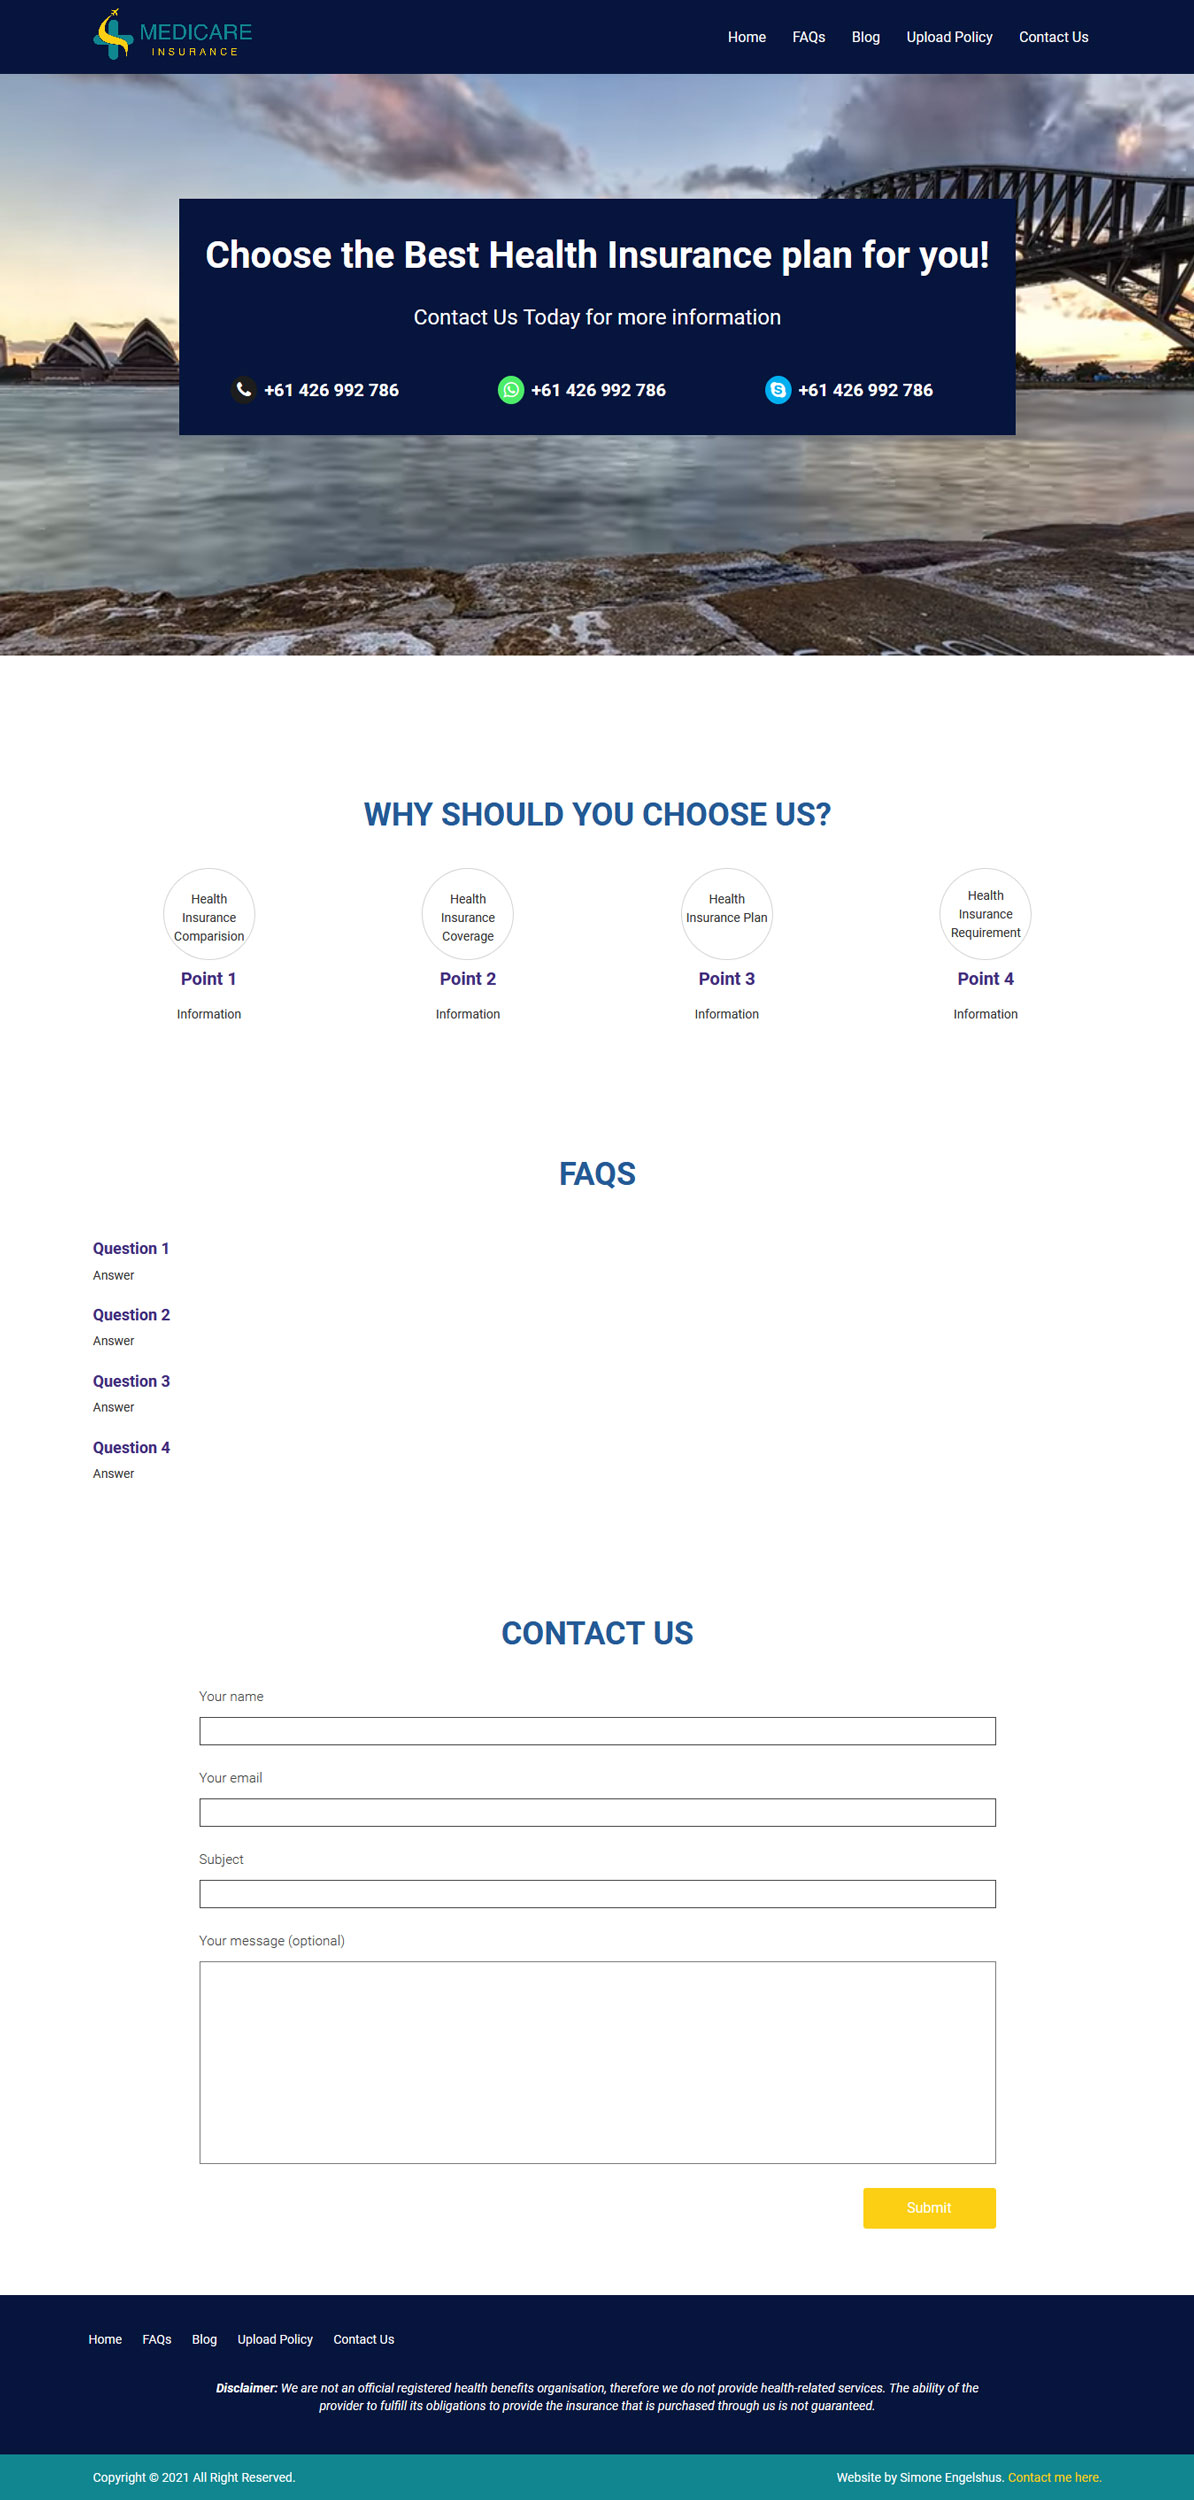 MEDICARE
INSURANCE
Home FAQs Blog Upload Policy Contact Us
Choose the Best Health Insurance plan for you!
Contact Us Today for more information
+61 426 992 786 +61 426 992 786 +61 426 992 786
WHY SHOULD YOU CHOOSE US?
Health
Insurance
Comparision
Point 1
Information
Health
Insurance
Coverage
Point 2
Information
Health
Insurance Plan
Point 3
Information
Health
Insurance
Requirement
Point 4
Information
FAQS
Question 1
Answer
Question 2
Answer
Question 3
Answer
Question 4
Answer
CONTACT US
Your name
Your email
Subject
Your message (optional)
Submit
Home FAQs Blog Upload Policy Contact Us
Disclaimer: We are not an official registered health benefits organisation, therefore we do not provide health-related services. The ability of the
provider to fulfill its obligations to provide the insurance that is purchased through us is not guaranteed.
Copyright © 2021 All Right Reserved.
Website by Simone Engelshus. Contact me here.